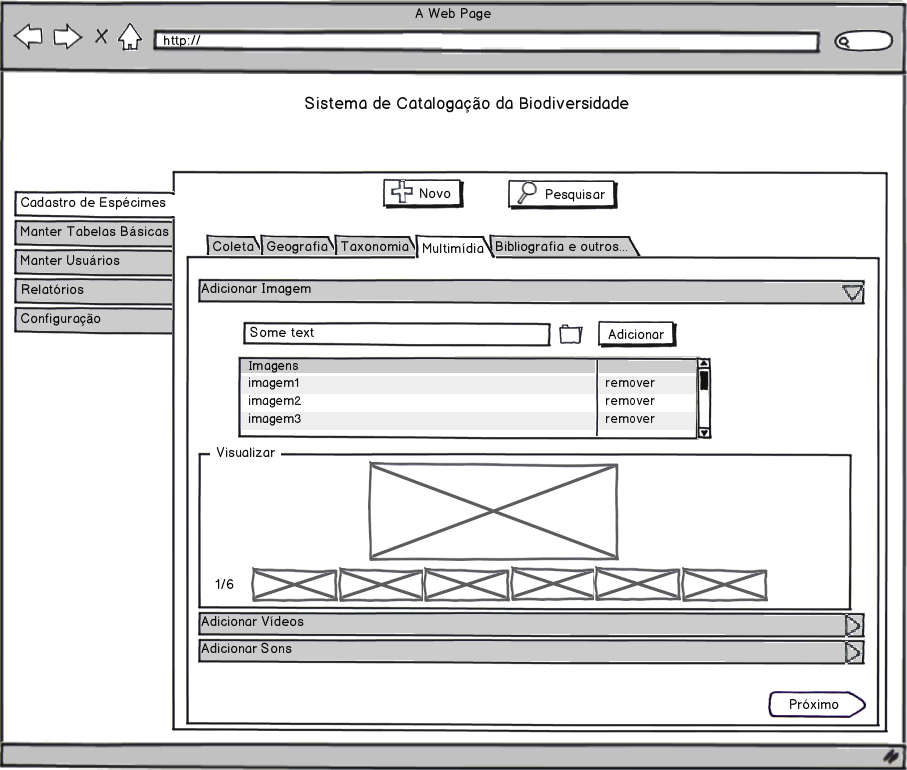 A Web Page
http://
Sistema de Catalogação da Biodiversidade
Novo
Pesquisar
Cadastro de Espécimes
Manter Tabelas Básicas
Manter Usuários
Relatórios
Configuração
Coleta
Geografia
Taxonomia
Multimídia
Bibliografia e outros...
Adicionar Imagem
Some text
Adicionar
Imagens
imagem1 remover
imagem2 remover
imagem3 remover
Visualizar
1/6
Adicionar Vídeos
Adicionar Sons
Próximo